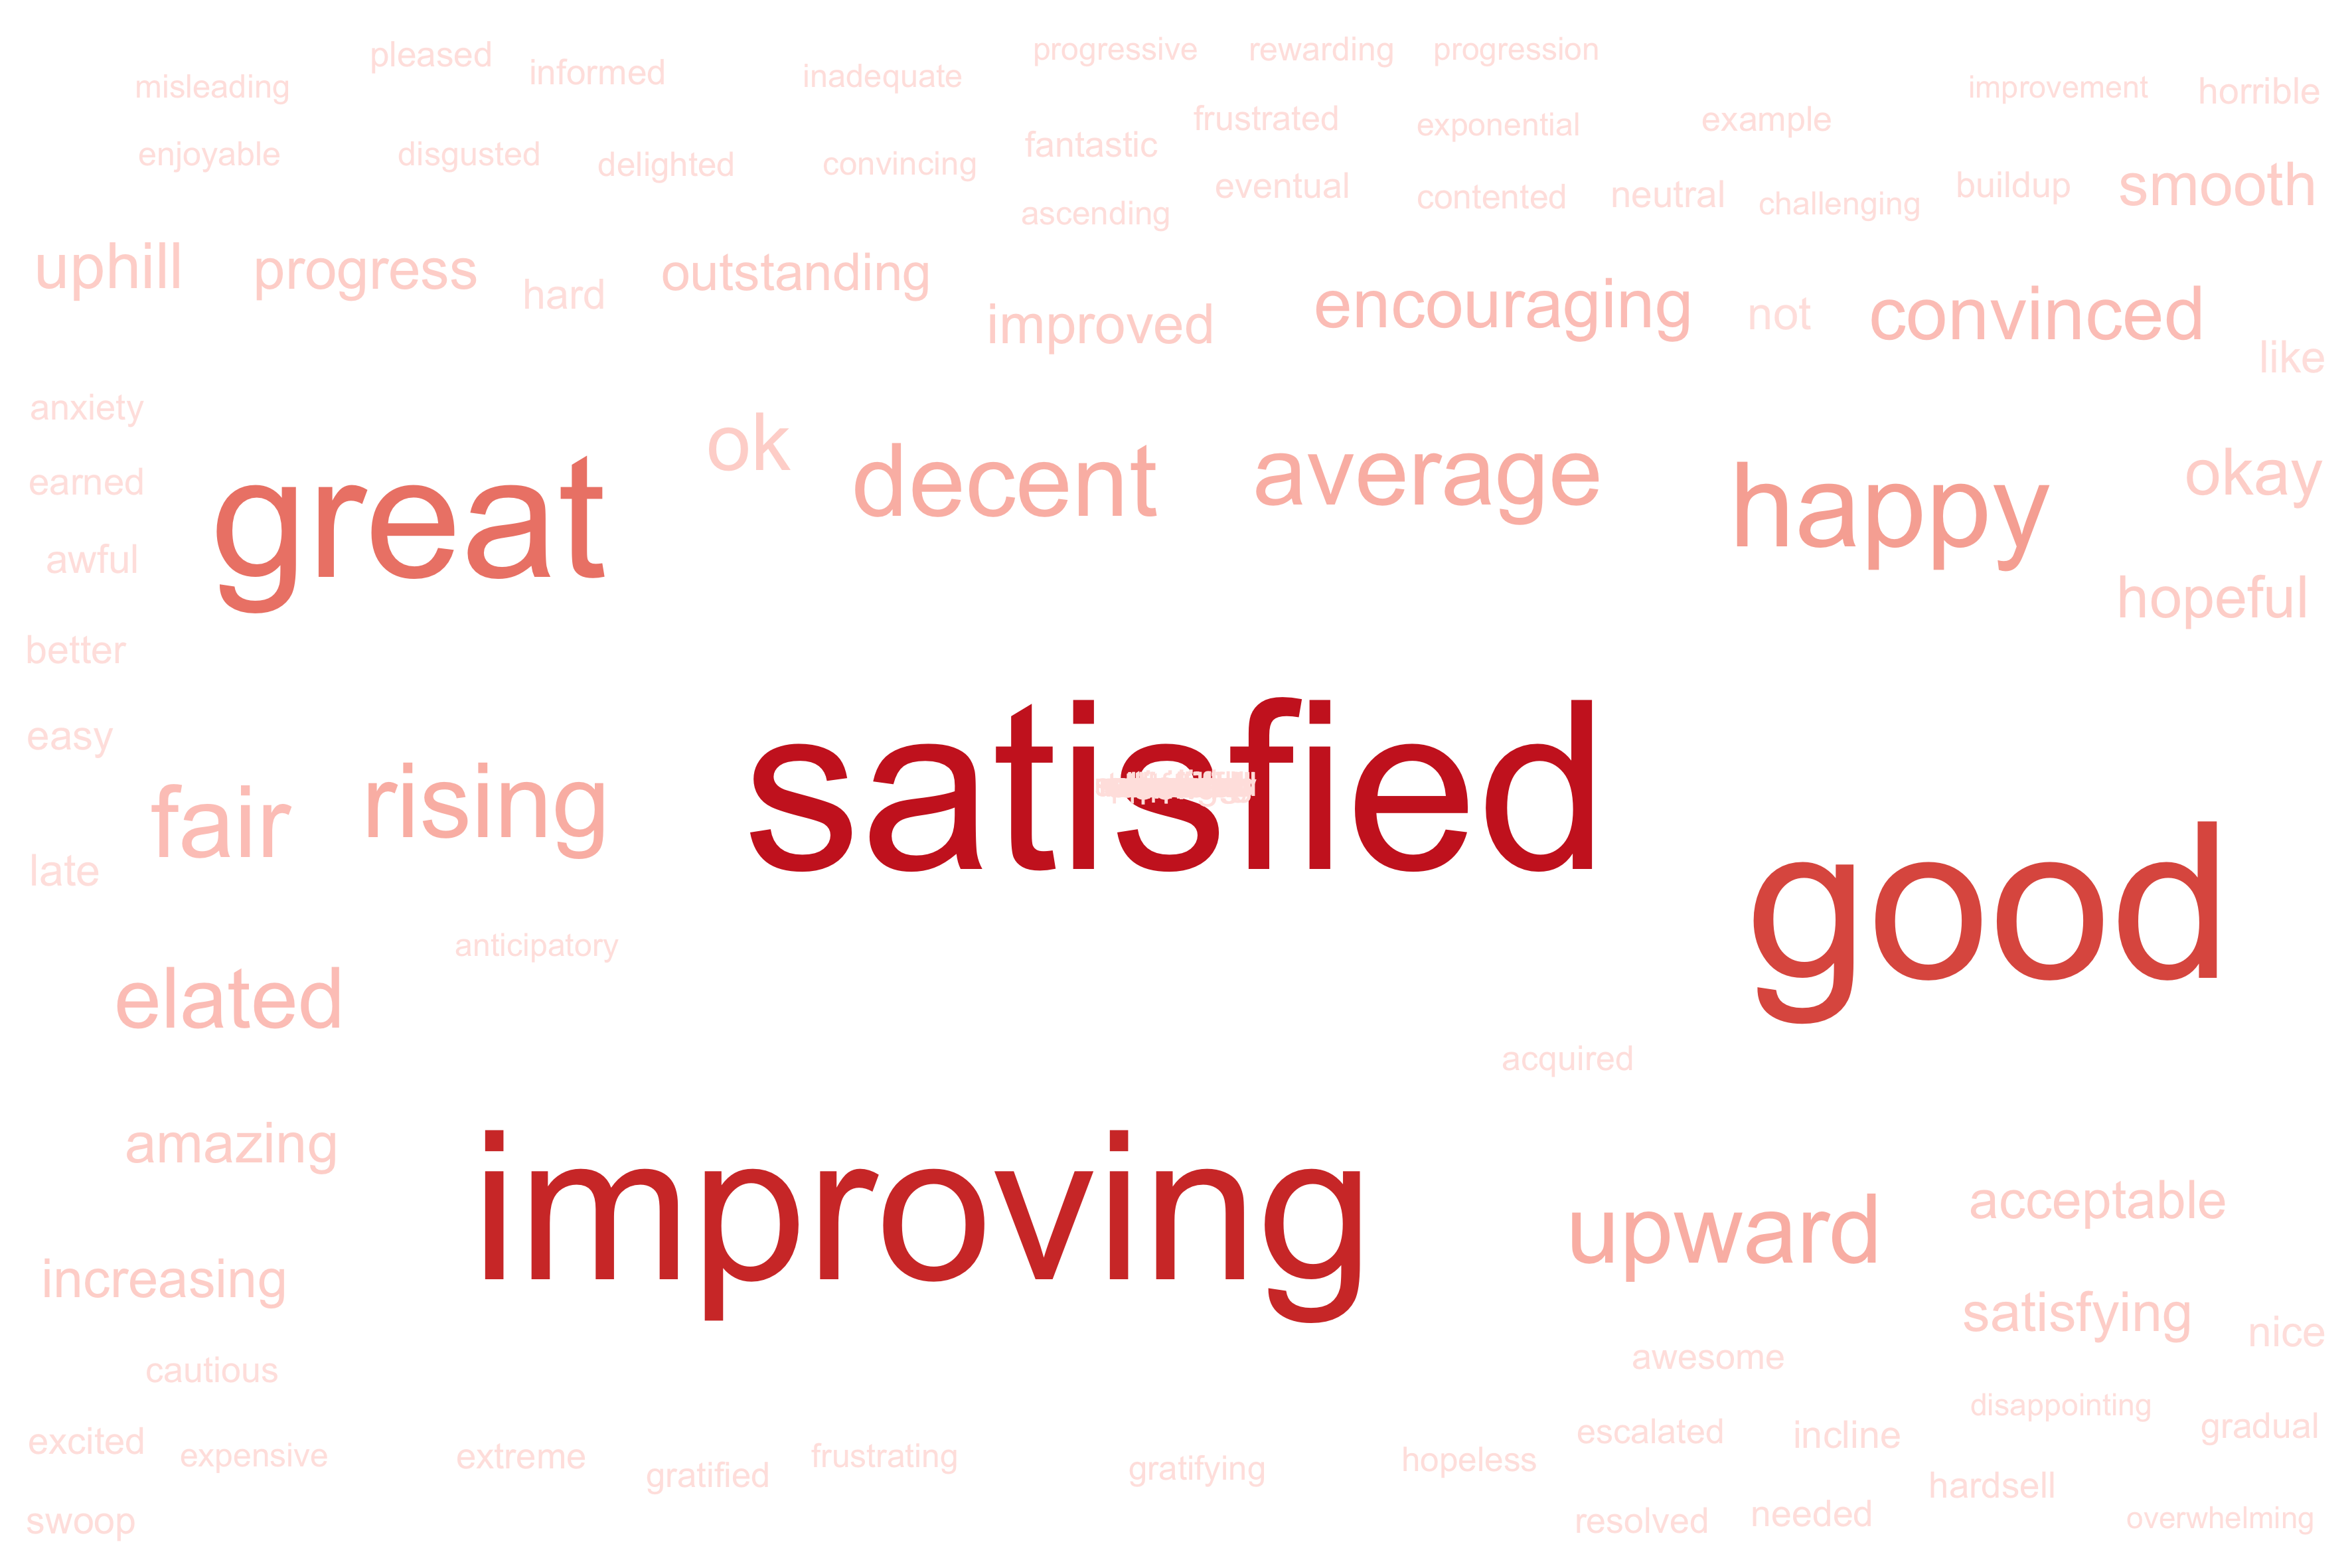 progressive rewarding progression
pleased informed inadequate
misleading improvement horrible
frustrated exponential example
enjoyable disgusted delighted convincing fantastic
eventual contented neutral challenging buildup smooth
ascending
uphill progress hard outstanding
improved encouraging not convinced
like
anxiety
ok decent average okay
earned great happy
awful hopeful
better
easy
satisfied
fair rising
late good
anticipatory
elated
acquired
amazing
improving upward acceptable
increasing satisfying nice
cautious awesome
disappointing
excited escalated incline gradual
expensive extreme gratified frustrating gratifying hopeless
hardsell
swoop resolved needed overwhelming